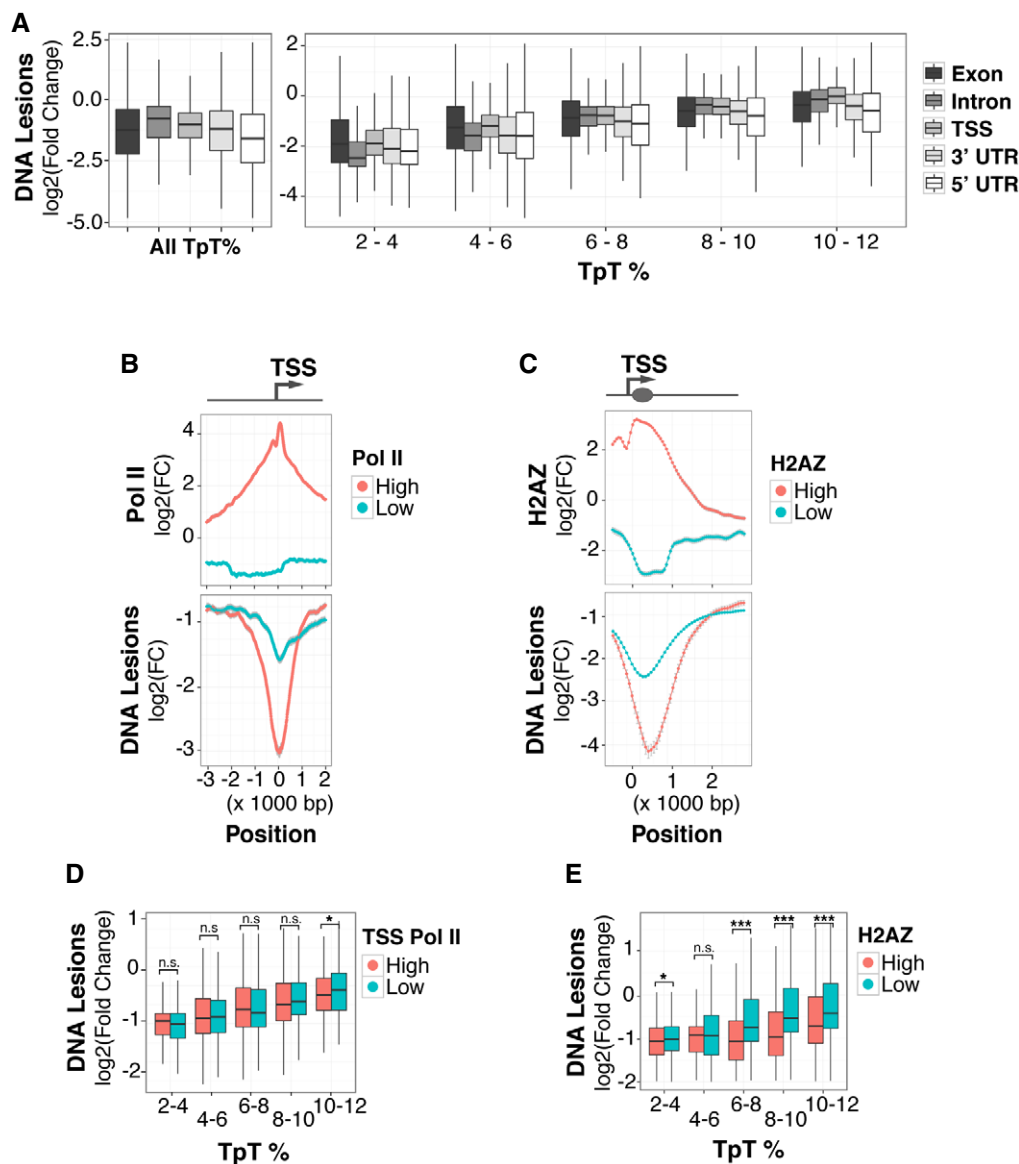 A
DNA Lesions
log2(Fold Change)
2.5
0.0
-2.5
-5.0
All TpT%
2
0
-2
-4
2 - 4
4 - 6
6 - 8
8 - 10
10 - 12
TpT %
Exon
Intron
TSS
3' UTR
5' UTR
B
TSS
Pol II
log2(FC)
4
2
0
Pol II
High
Low
DNA Lesions
log2(FC)
-1
-2
-3
-3 -2 -1 0 1 2
(x 1000 bp)
Position
C
TSS
H2AZ
log2(FC)
2
0
-2
H2AZ
High
Low
DNA Lesions
log2(FC)
-1
-2
-3
-4
0 1 2
(x 1000 bp)
Position
D
DNA Lesions
log2(Fold Change)
1
-0
-1
-2
n.s.
n.s
n.s
n.s.
*
2-4
4-6
6-8
8-10
10-12
TpT %
TSS Pol II
High
Low
E
DNA Lesions
log2(Fold Change)
1
0
-1
-2
*
n.s.
***
***
***
2-4
4-6
6-8
8-10
10-12
TpT %
H2AZ
High
Low